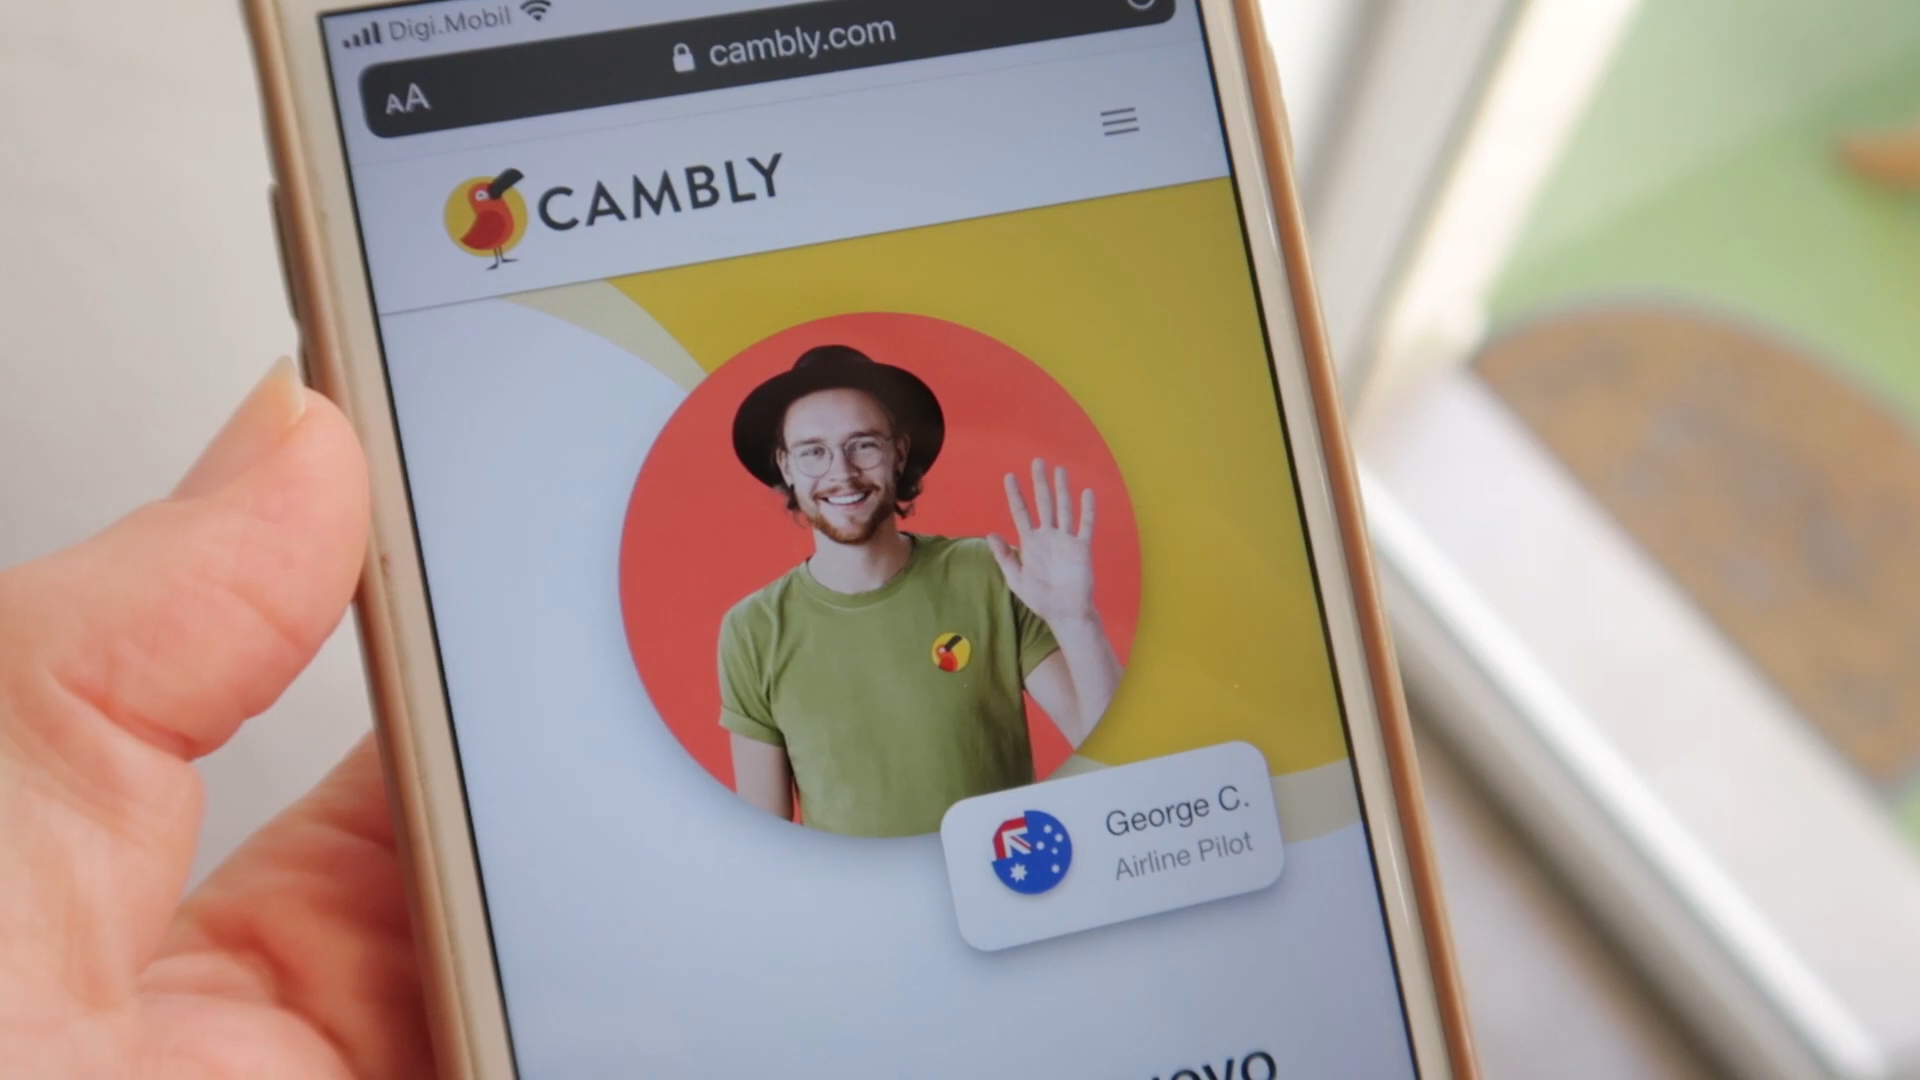 Digi.Mobil
AA cambly.com
CAMBLY
George C.
Airline Pilot